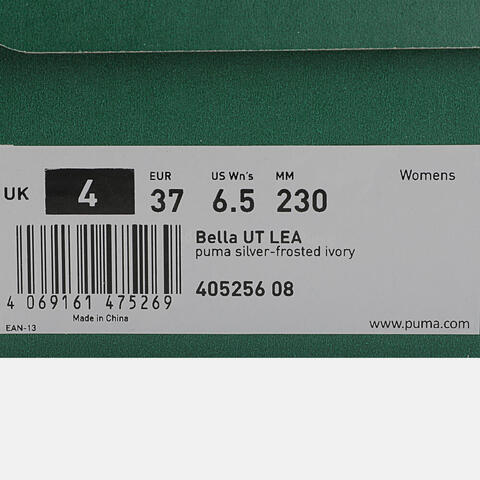 EUR US Wn's MM Womens
UK 4 37 6.5 230
Bella UT LEA
puma silver-frosted ivory
4 069161 475269
405256 08
Made in China
EAN-13
www.puma.com